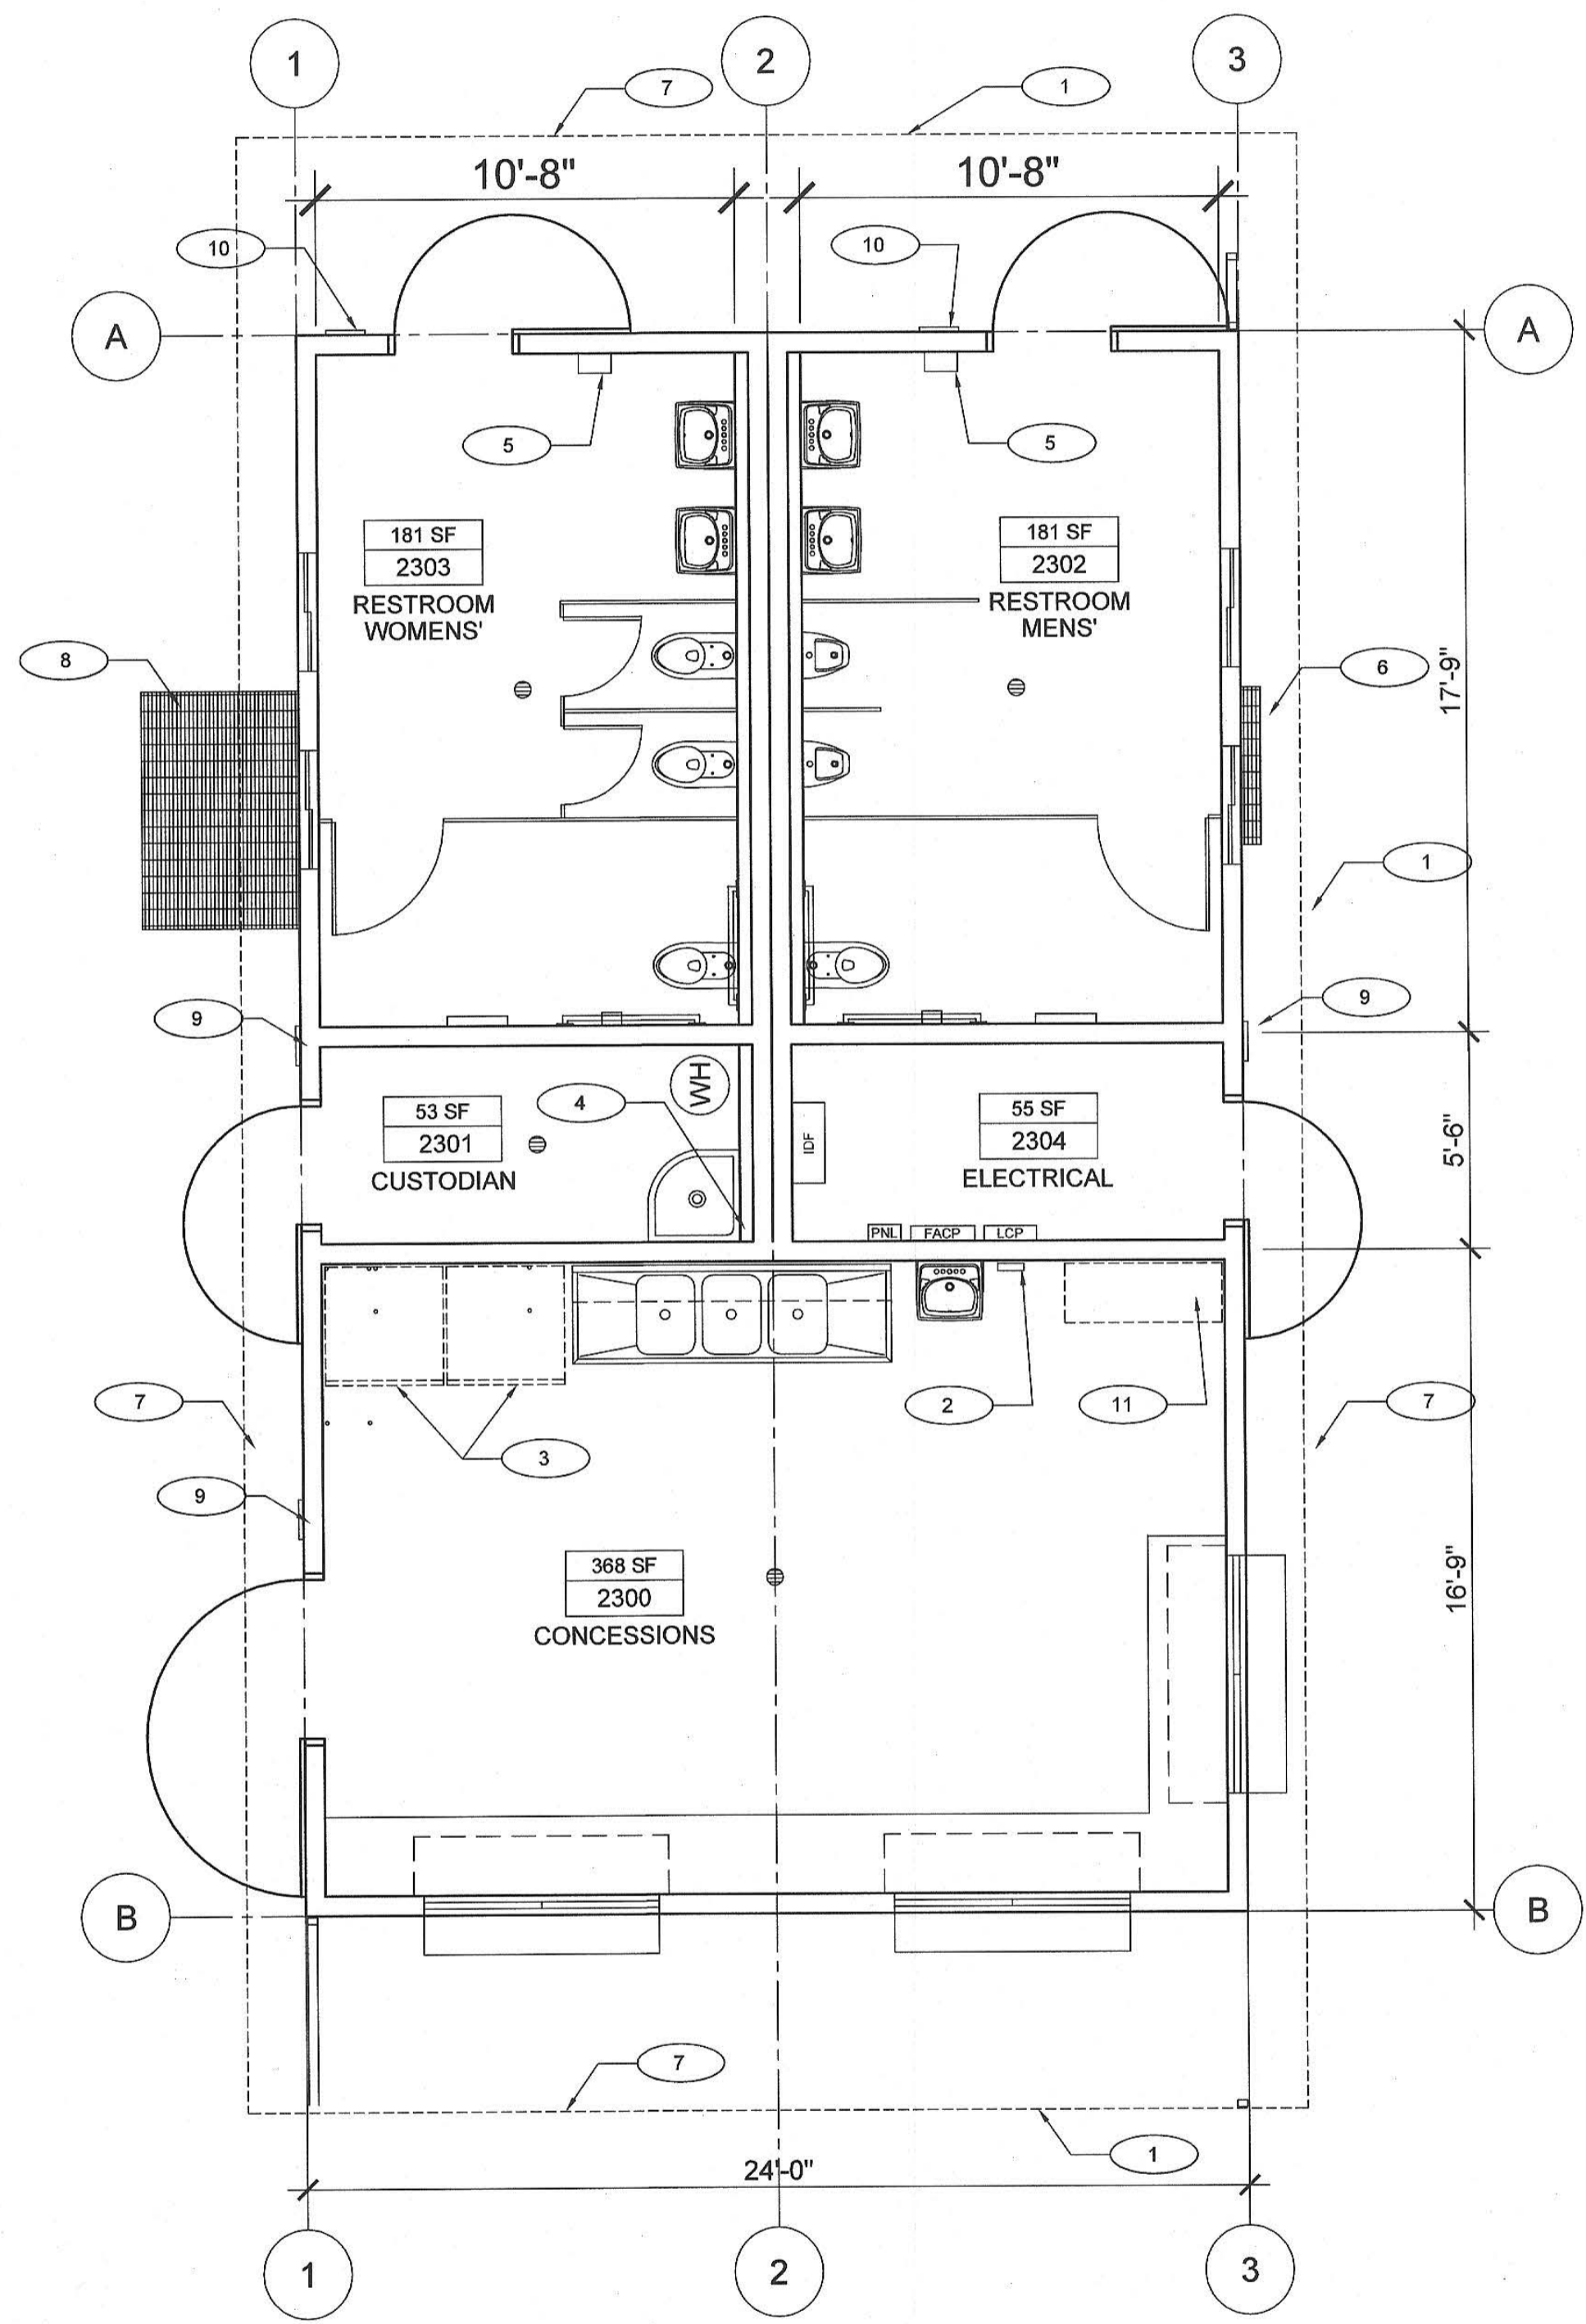 1
2
3
7
1
10'-8"
10'-8"
10
10
A
A
5
5
181 SF
2303
RESTROOM
WOMENS'
181 SF
2302
RESTROOM
MENS'
8
6
17'-9"
1
9
9
WH
4
53 SF
2301
CUSTODIAN
IDF
55 SF
2304
ELECTRICAL
5'-6"
PNL
FACP
LCP
7
3
2
11
7
9
368 SF
2300
CONCESSIONS
16'-9"
B
B
7
1
24'-0"
1
2
3